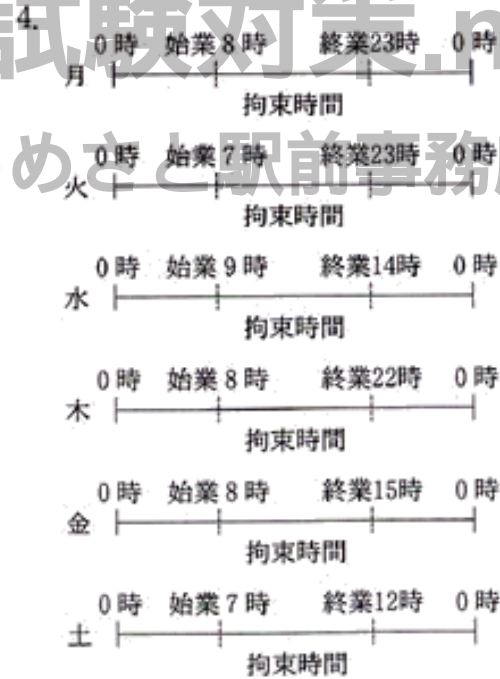 4.
試験対策.n
0時 始業8時 終業23時 0時
月
拘束時間
めさと駅前事務
0時 始業7時 終業23時 0時
火
拘束時間
0時 始業9時 終業14時 0時
水
拘束時間
0時 始業8時 終業22時 0時
木
拘束時間
0時 始業8時 終業15時 0時
金
拘束時間
0時 始業7時 終業12時 0時
土
拘束時間